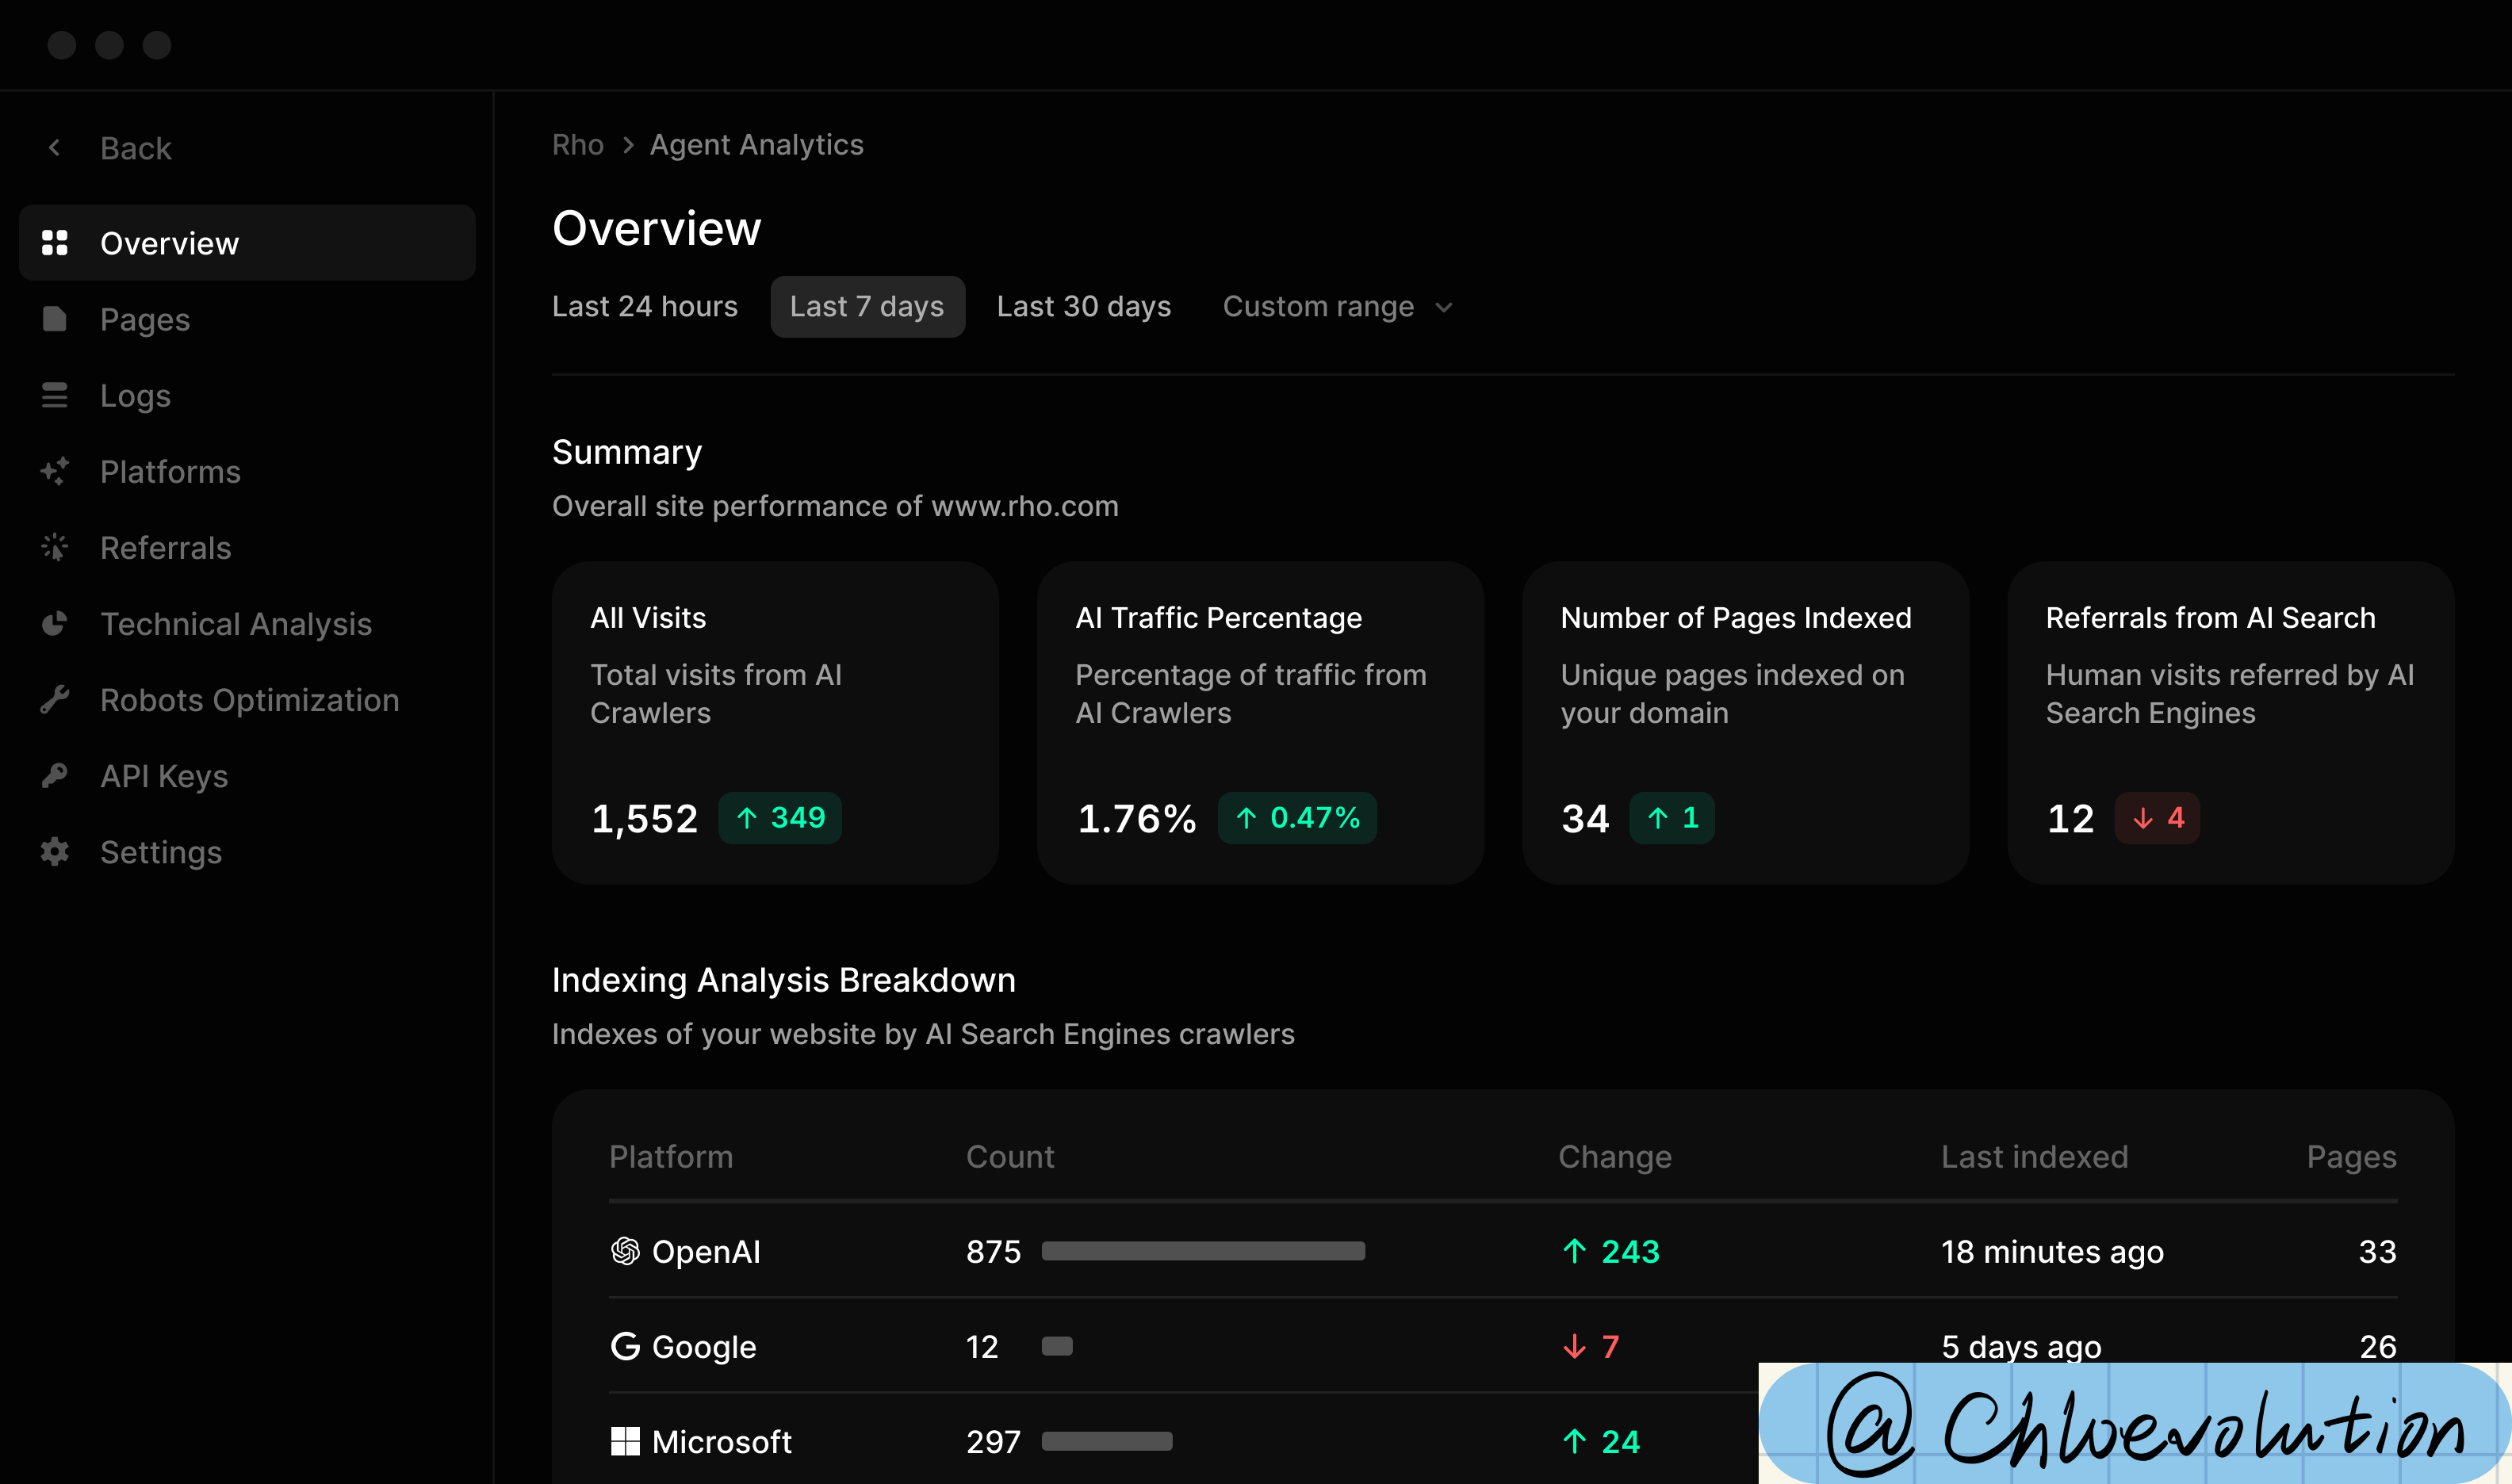 Back
Overview
Pages
Logs
Platforms
Referrals
Technical Analysis
Robots Optimization
API Keys
Settings
Rho > Agent Analytics
Overview
Last 24 hours Last 7 days Last 30 days Custom range
Summary
Overall site performance of www.rho.com
All Visits
Total visits from AI
Crawlers
1,552 ↑ 349
AI Traffic Percentage
Percentage of traffic from
AI Crawlers
1.76% ↑ 0.47%
Number of Pages Indexed
Unique pages indexed on
your domain
34 ↑ 1
Referrals from AI Search
Human visits referred by AI
Search Engines
12 ↓ 4
Indexing Analysis Breakdown
Indexes of your website by AI Search Engines crawlers
Platform Count Change Last indexed Pages
OpenAI 875 ↑ 243 18 minutes ago 33
Google 12 ↓ 7 5 days ago 26
Microsoft 297 ↑ 24
@Chloevolution